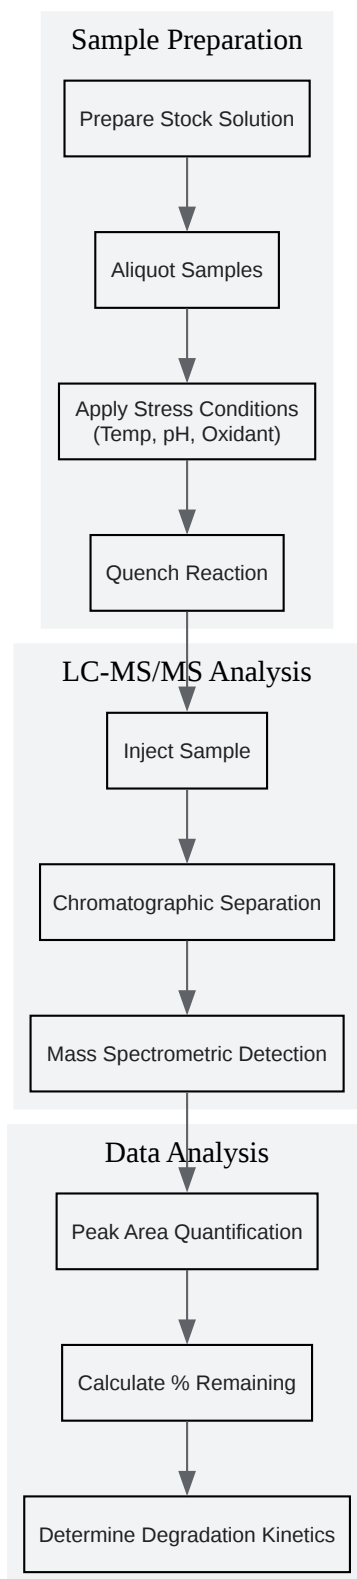 Sample Preparation
Prepare Stock Solution
Aliquot Samples
Apply Stress Conditions
(Temp, pH, Oxidant)
Quench Reaction
LC-MS/MS Analysis
Inject Sample
Chromatographic Separation
Mass Spectrometric Detection
Data Analysis
Peak Area Quantification
Calculate % Remaining
Determine Degradation Kinetics